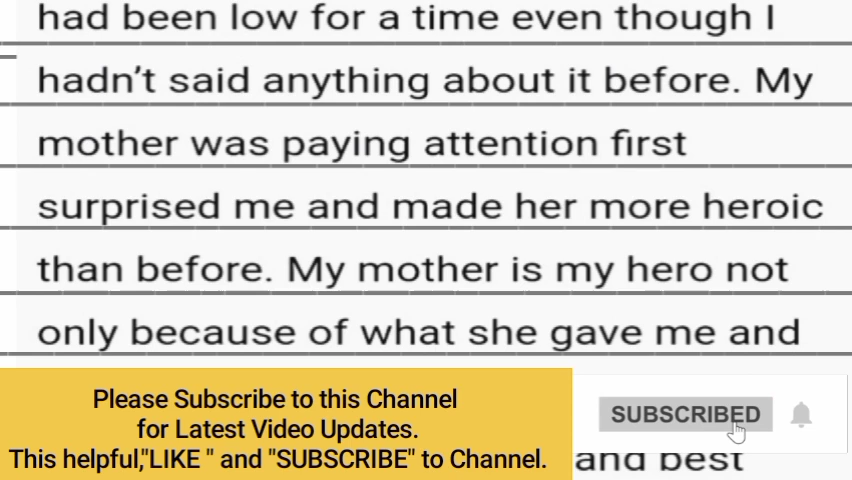 had been low for a time even though I
hadn't said anything about it before. My
mother was paying attention first
surprised me and made her more heroic
than before. My mother is my hero not
only because of what she gave me and
Please Subscribe to this Channel
for Latest Video Updates.
This helpful,"LIKE " and "SUBSCRIBE" to Channel.
SUBSCRIBED
and best